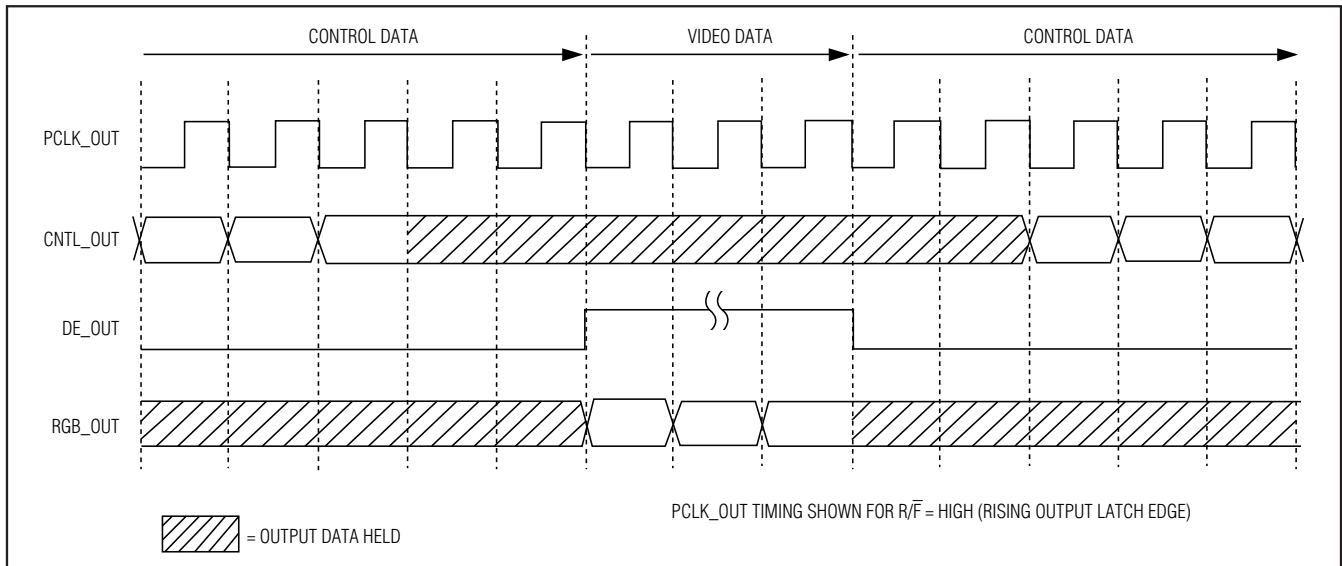 CONTROL DATA VIDEO DATA CONTROL DATA
PCLK_OUT
CNTL_OUT
DE_OUT
RGB_OUT
PCLK_OUT TIMING SHOWN FOR R/F̅ = HIGH (RISING OUTPUT LATCH EDGE)
= OUTPUT DATA HELD